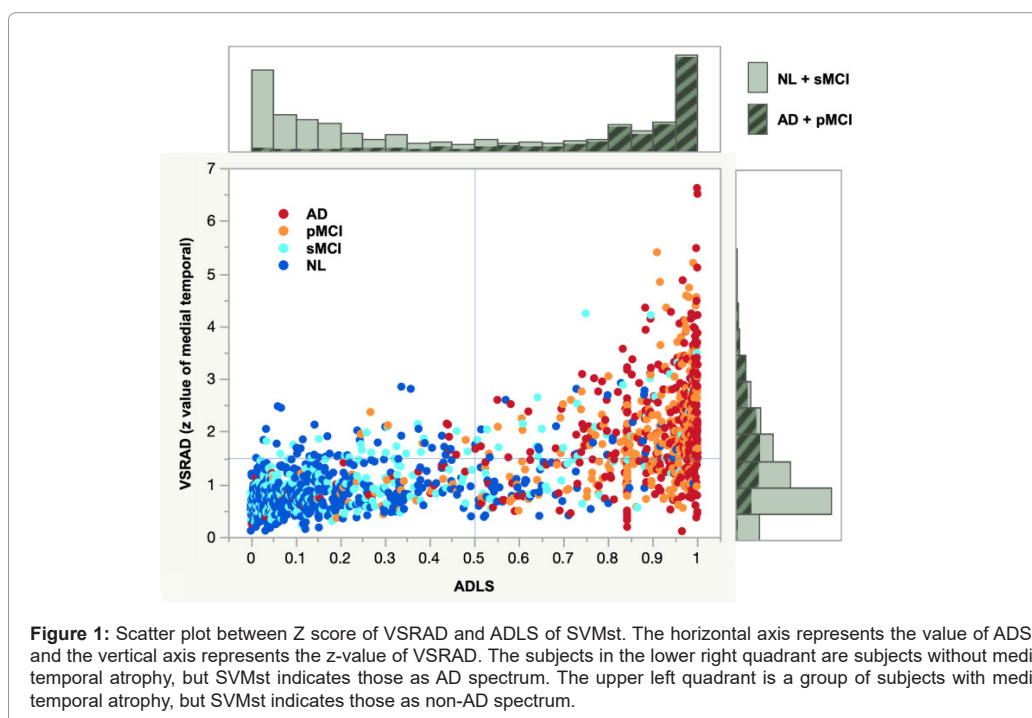 NL + sMCI
AD + pMCI
7
6
5
4
3
2
1
0
VSRAD (z value of medial temporal)
AD
pMCI
sMCI
NL
0 0.1 0.2 0.3 0.4 0.5 0.6 0.7 0.8 0.9 1
ADLS
Figure 1: Scatter plot between Z score of VSRAD and ADLS of SVMst. The horizontal axis represents the value of ADS
and the vertical axis represents the z-value of VSRAD. The subjects in the lower right quadrant are subjects without medi
temporal atrophy, but SVMst indicates those as AD spectrum. The upper left quadrant is a group of subjects with medi
temporal atrophy, but SVMst indicates those as non-AD spectrum.